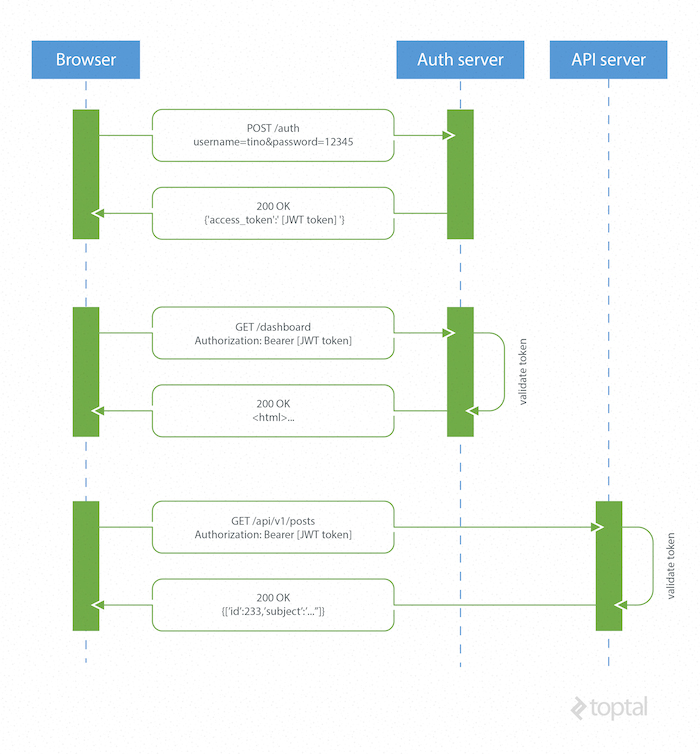 Browser
Auth server
API server
POST /auth
username=tino&password=12345
200 OK
{'access_token':' [JWT token] '}
GET /dashboard
Authorization: Bearer [JWT token]
validate token
200 OK
<html>...
GET /api/v1/posts
Authorization: Bearer [JWT token]
validate token
200 OK
{['id':233,'subject':'...”]}
toptal